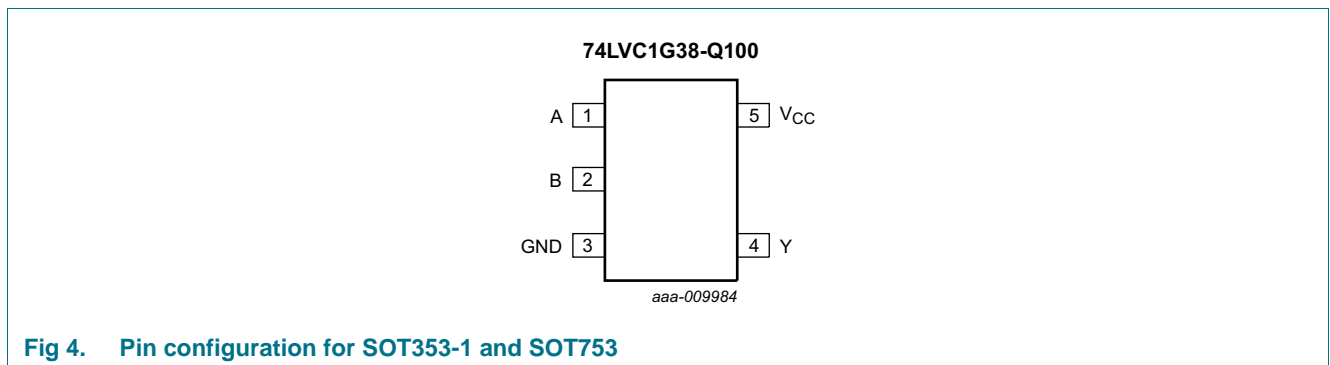 74LVC1G38-Q100
A 1
5 VCC
B 2
GND 3
4 Y
aaa-009984
Fig 4. Pin configuration for SOT353-1 and SOT753